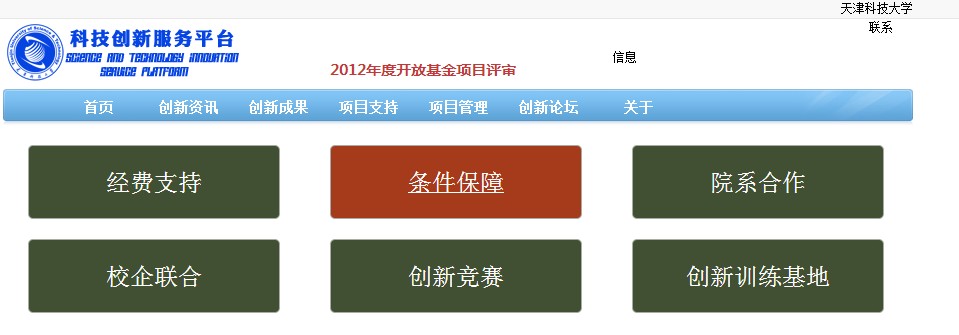 天津科技大学
联系
科技创新服务平台
SCIENCE AND TECHNOLOGY INNOVATION
SERVICE PLATFORM
信息
2012年度开放基金项目评审
首页 创新资讯 创新成果 项目支持 项目管理 创新论坛 关于
经费支持 条件保障 院系合作
校企联合 创新竞赛 创新训练基地